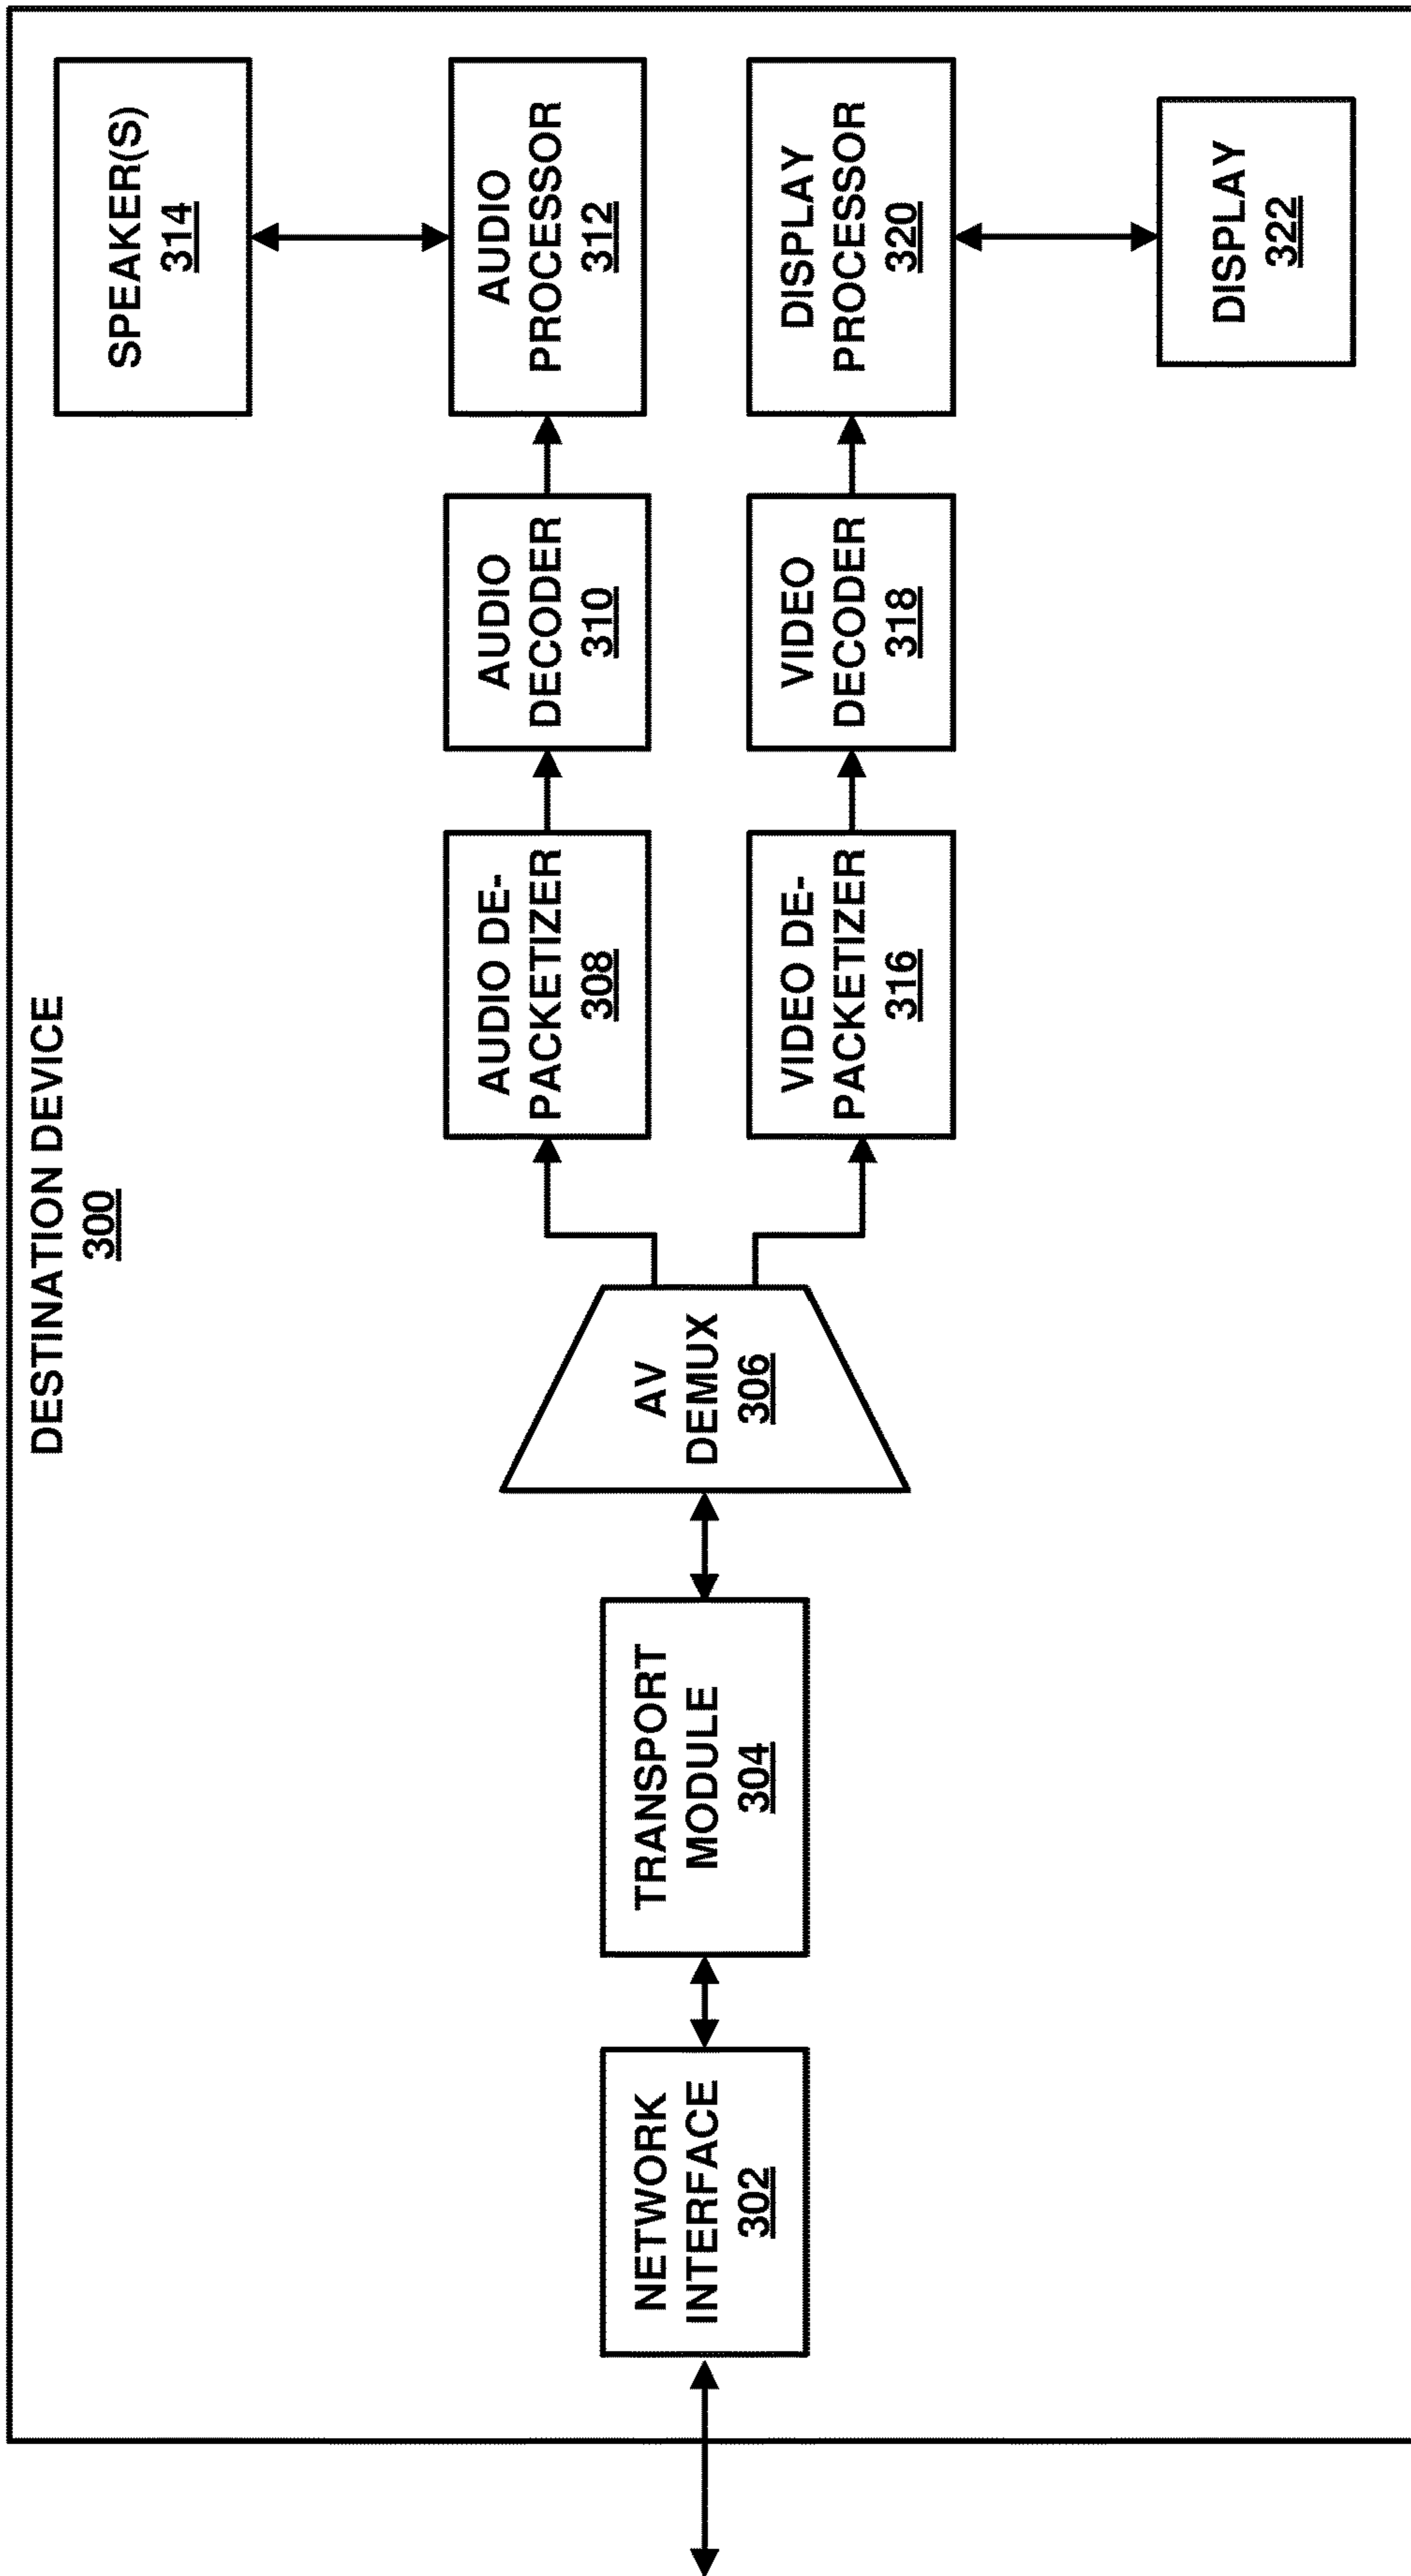 DESTINATION DEVICE
300
NETWORK
INTERFACE
302
TRANSPORT
MODULE
304
AV
DEMUX
306
AUDIO DE-
PACKETIZER
308
AUDIO
DECODER
310
AUDIO
PROCESSOR
312
SPEAKER(S)
314
VIDEO DE-
PACKETIZER
316
VIDEO
DECODER
318
DISPLAY
PROCESSOR
320
DISPLAY
322